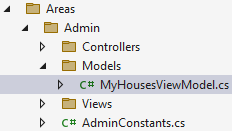 Areas
Admin
Controllers
Models
C# MyHousesViewModel.cs
Views
C# AdminConstants.cs